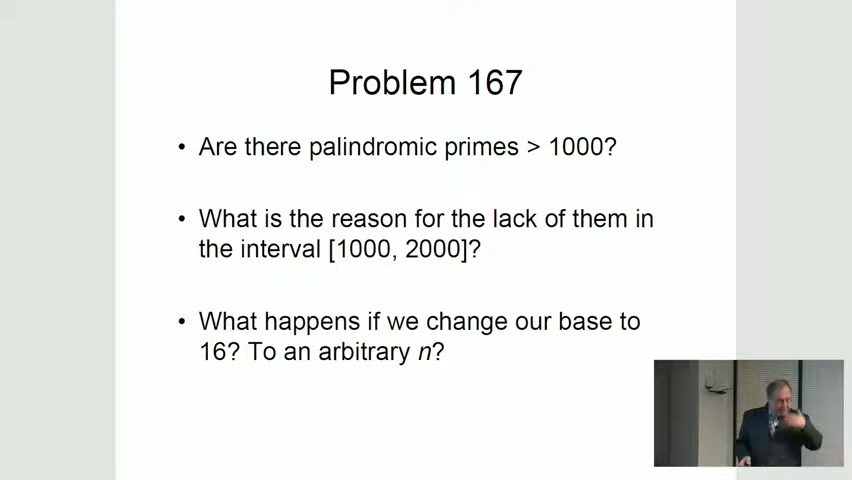 Problem 167
• Are there palindromic primes > 1000?
• What is the reason for the lack of them in
the interval [1000, 2000]?
• What happens if we change our base to
16? To an arbitrary n?